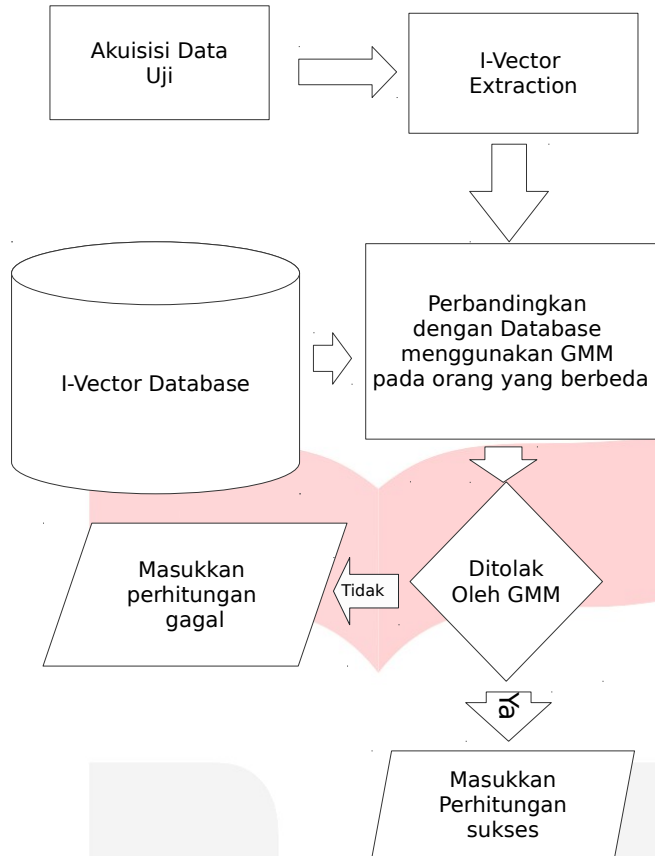 Akuisisi Data
Uji
I-Vector
Extraction
I-Vector Database
Perbandingkan
dengan Database
menggunakan GMM
pada orang yang berbeda
Ditolak
Oleh GMM
Tidak
Masukkan
perhitungan
gagal
Ya
Masukkan
Perhitungan
sukses